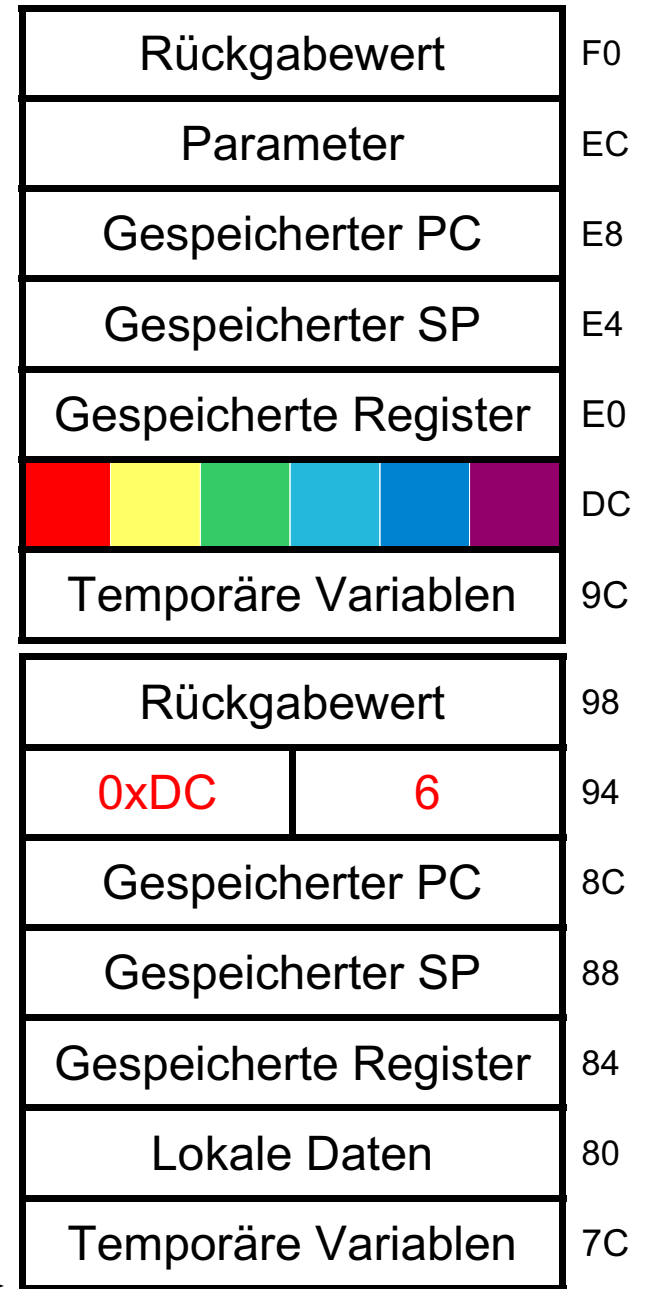 Rückgabewert F0
Parameter EC
Gespeicherter PC E8
Gespeicherter SP E4
Gespeicherte Register E0
DC
Temporäre Variablen 9C
Rückgabewert 98
0xDC 6 94
Gespeicherter PC 8C
Gespeicherter SP 88
Gespeicherte Register 84
Lokale Daten 80
Temporäre Variablen 7C